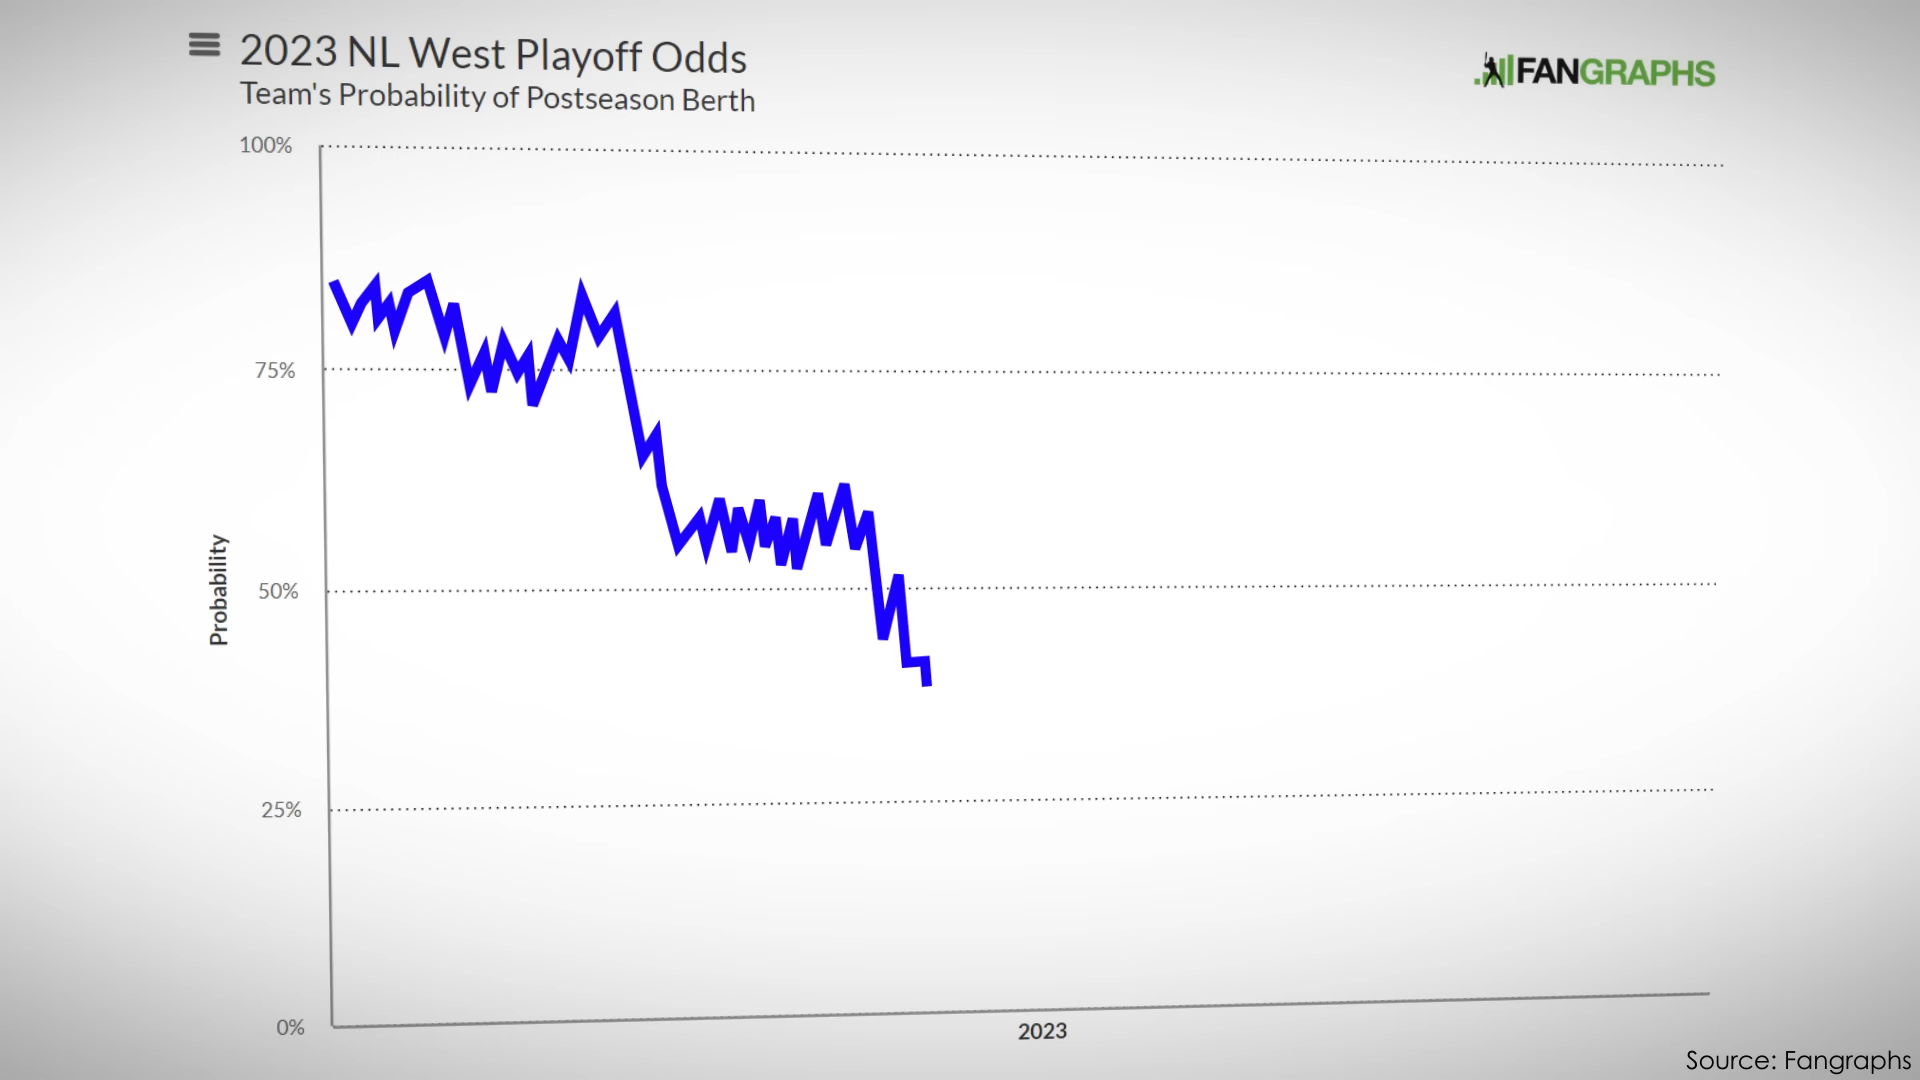 2023 NL West Playoff Odds
Team's Probability of Postseason Berth
FANGRAPHS
100%
75%
50%
25%
0%
Probability
2023
Source: Fangraphs